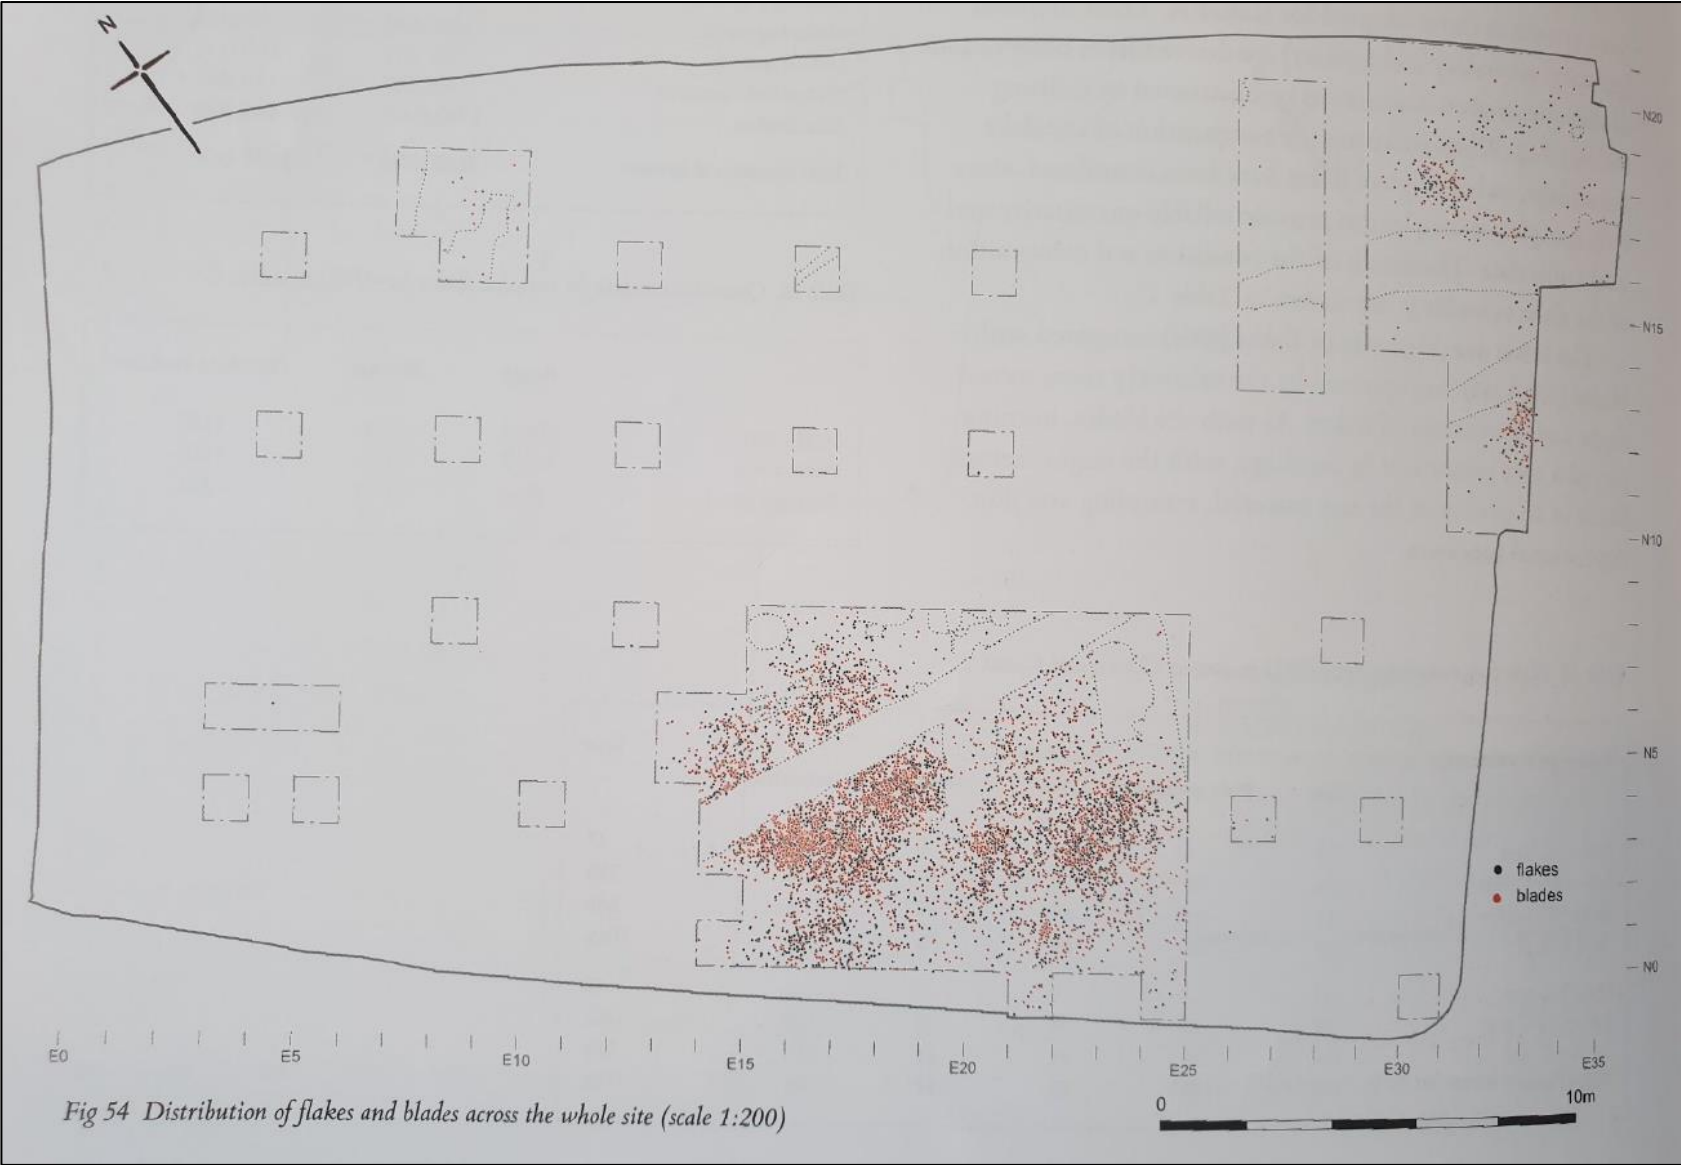 N
N20
N15
N10
N5
N0
flakes
blades
E0
E5
E10
E15
E20
E25
E30
E35
0
10m
Fig 54 Distribution of flakes and blades across the whole site (scale 1:200)